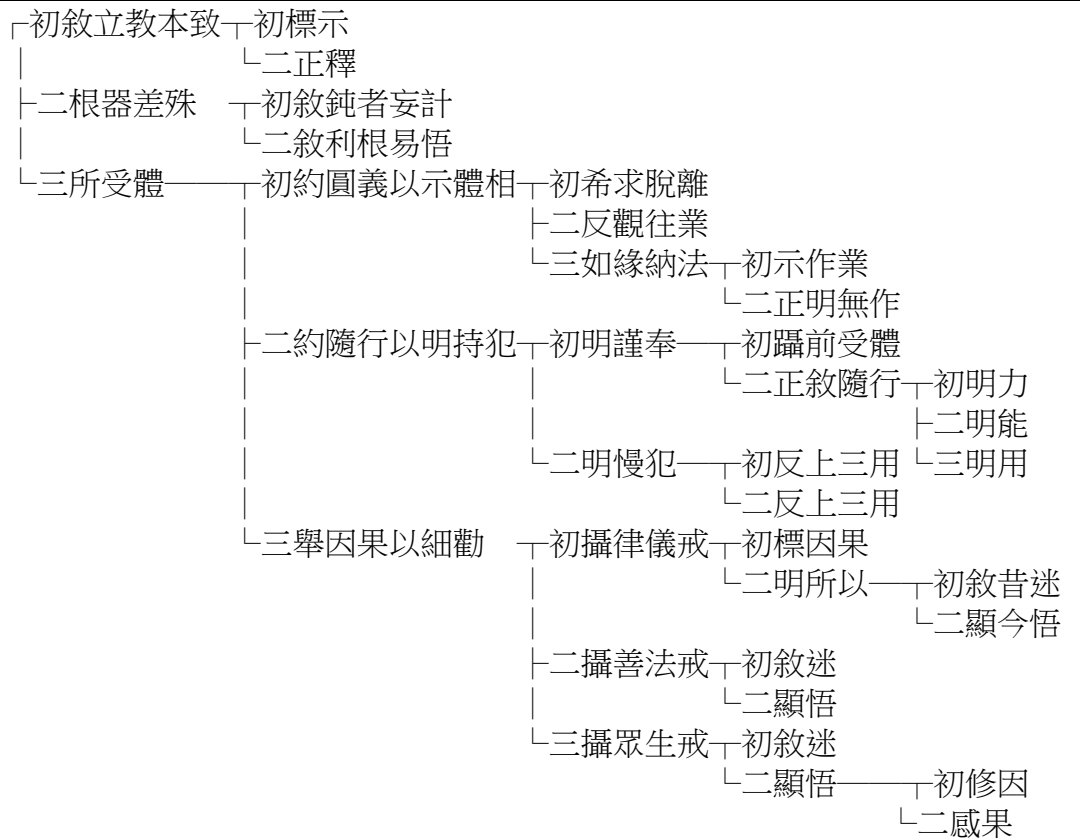 ┌初敘立教本致┬初標示
│ └二正釋
├二根器差殊 ┬初敘鈍者妄計
│ └二敘利根易悟
└三所受體──┬初約圓義以示體相┬初希求脫離
│ ├二反觀往業
│ └三如緣納法┬初示作業
│ └二正明無作
├二約隨行以明持犯┬初明謹奉─┬初躡前受體
│ │ └二正敘隨行┬初明力
│ │ ├二明能
│ └二明慢犯─┬初反上三用└三明用
│ └二反上三用
└三舉因果以細勸 ┬初攝律儀戒┬初標因果
│ └二明所以─┬初敘昔迷
│ └二顯今悟
├二攝善法戒┬初敘迷
│ └二顯悟
└三攝眾生戒┬初敘迷
└二顯悟──┬初修因
└二感果